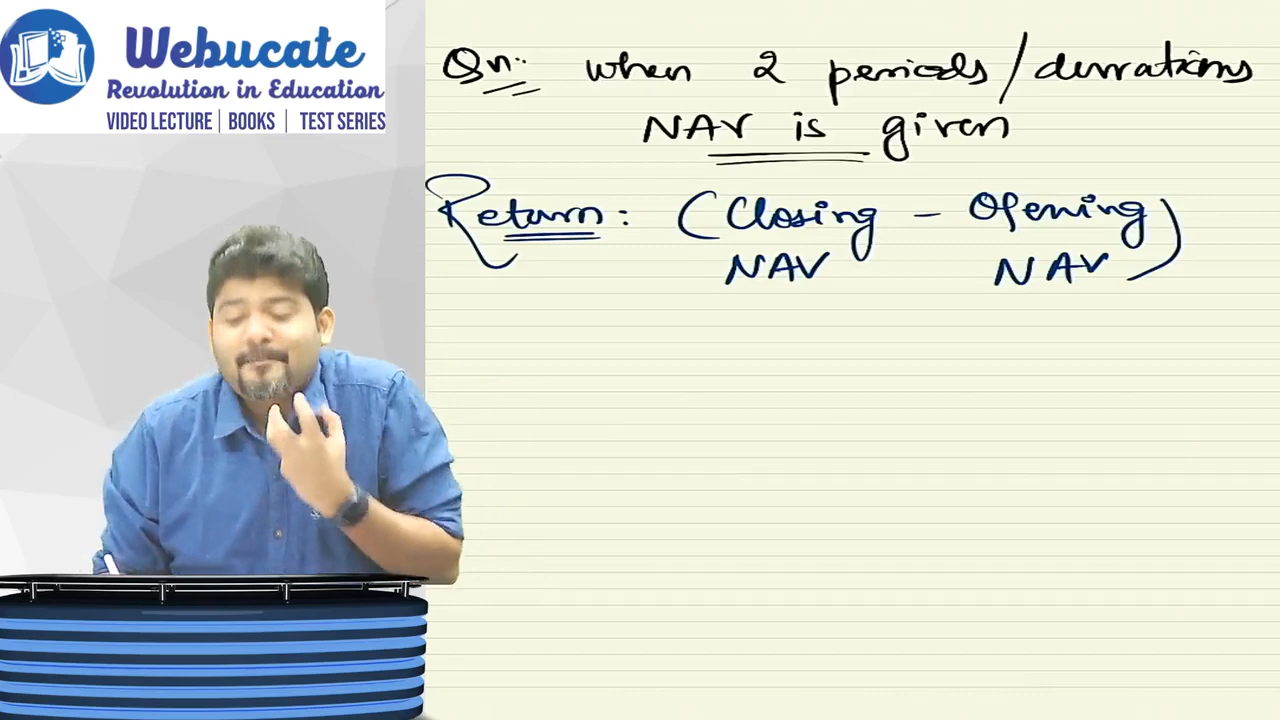 Webucate
Revolution in Education
VIDEO LECTURE | BOOKS | TEST SERIES
Qn:- when 2 periods/durrations
NAV is given
Return: (Closing - Opening
NAV NAV)